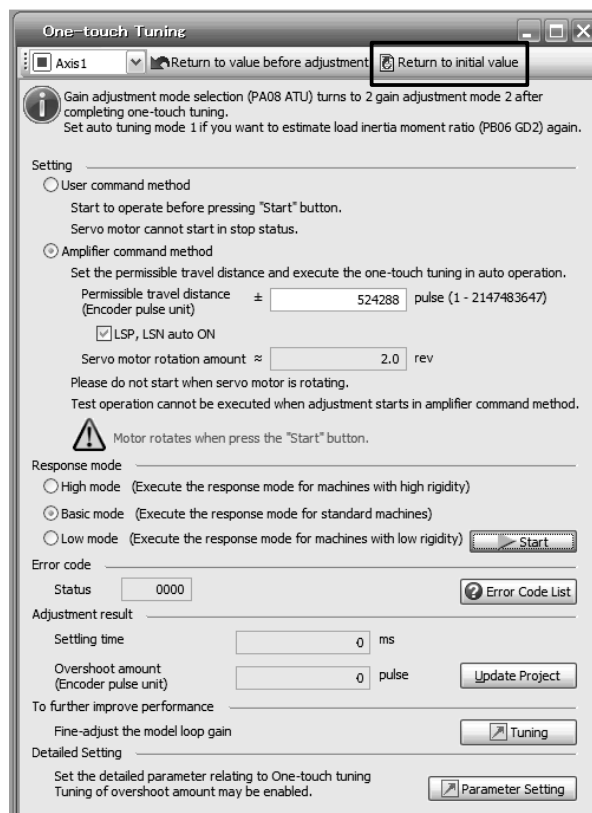 One-touch Tuning
Axis1 Return to value before adjustment Return to initial value
Gain adjustment mode selection (PA08 ATU) turns to 2 gain adjustment mode 2 after
completing one-touch tuning.
Set auto tuning mode 1 if you want to estimate load inertia moment ratio (PB06 GD2) again.
Setting
User command method
Start to operate before pressing "Start" button.
Servo motor cannot start in stop status.
Amplifier command method
Set the permissible travel distance and execute the one-touch tuning in auto operation.
Permissible travel distance ± 524288 pulse (1 - 2147483647)
(Encoder pulse unit)
LSP, LSN auto ON
Servo motor rotation amount ≈ 2.0 rev
Please do not start when servo motor is rotating.
Test operation cannot be executed when adjustment starts in amplifier command method.
Motor rotates when press the "Start" button.
Response mode
High mode (Execute the response mode for machines with high rigidity)
Basic mode (Execute the response mode for standard machines)
Low mode (Execute the response mode for machines with low rigidity) Start
Error code
Status 0000 Error Code List
Adjustment result
Settling time 0 ms
Overshoot amount 0 pulse Update Project
(Encoder pulse unit)
To further improve performance
Fine-adjust the model loop gain Tuning
Detailed Setting
Set the detailed parameter relating to One-touch tuning
Tuning of overshoot amount may be enabled. Parameter Setting